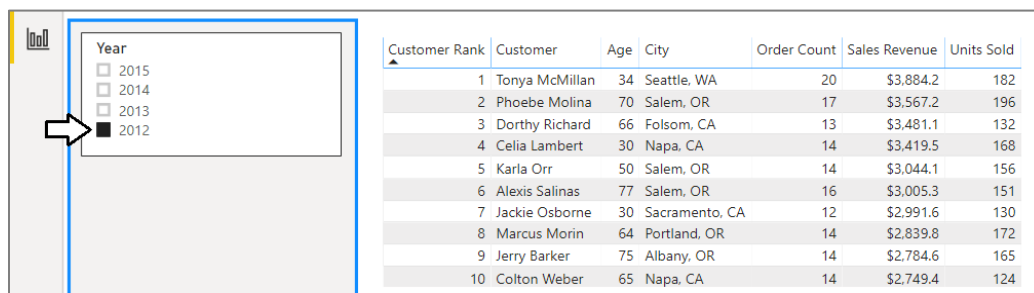 Year
2015
2014
2013
2012
Customer Rank Customer Age City Order Count Sales Revenue Units Sold
1 Tonya McMillan 34 Seattle, WA 20 $3,884.2 182
2 Phoebe Molina 70 Salem, OR 17 $3,567.2 196
3 Dorthy Richard 66 Folsom, CA 13 $3,481.1 132
4 Celia Lambert 30 Napa, CA 14 $3,419.5 168
5 Karla Orr 50 Salem, OR 14 $3,044.1 156
6 Alexis Salinas 77 Salem, OR 16 $3,005.3 151
7 Jackie Osborne 30 Sacramento, CA 12 $2,991.6 130
8 Marcus Morin 64 Portland, OR 14 $2,839.8 172
9 Jerry Barker 75 Albany, OR 14 $2,784.6 165
10 Colton Weber 65 Napa, CA 14 $2,749.4 124